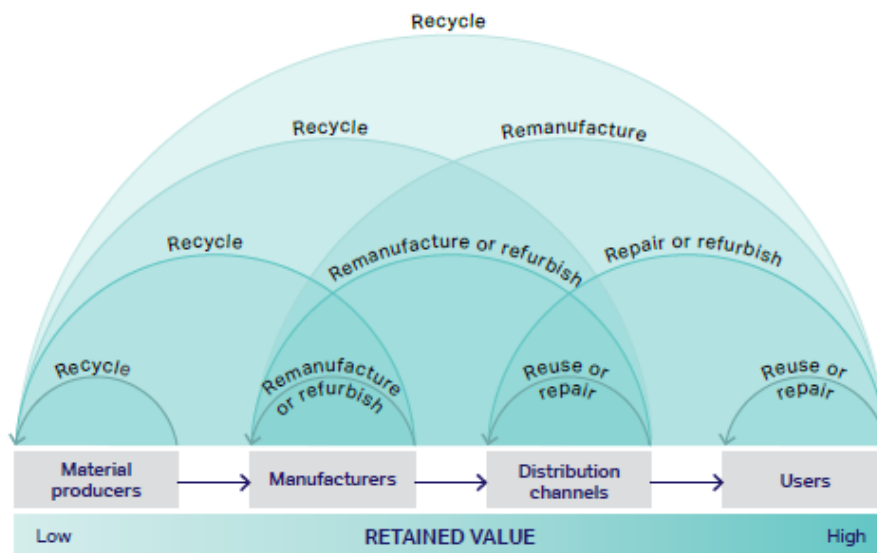 Recycle
Recycle
Remanufacture
Recycle
Remanufacture or refurbish
Repair or refurbish
Recycle
Remanufacture
or refurbish
Reuse or
repair
Reuse or
repair
Material
producers
Manufacturers
Distribution
channels
Users
Low
RETAINED VALUE
High